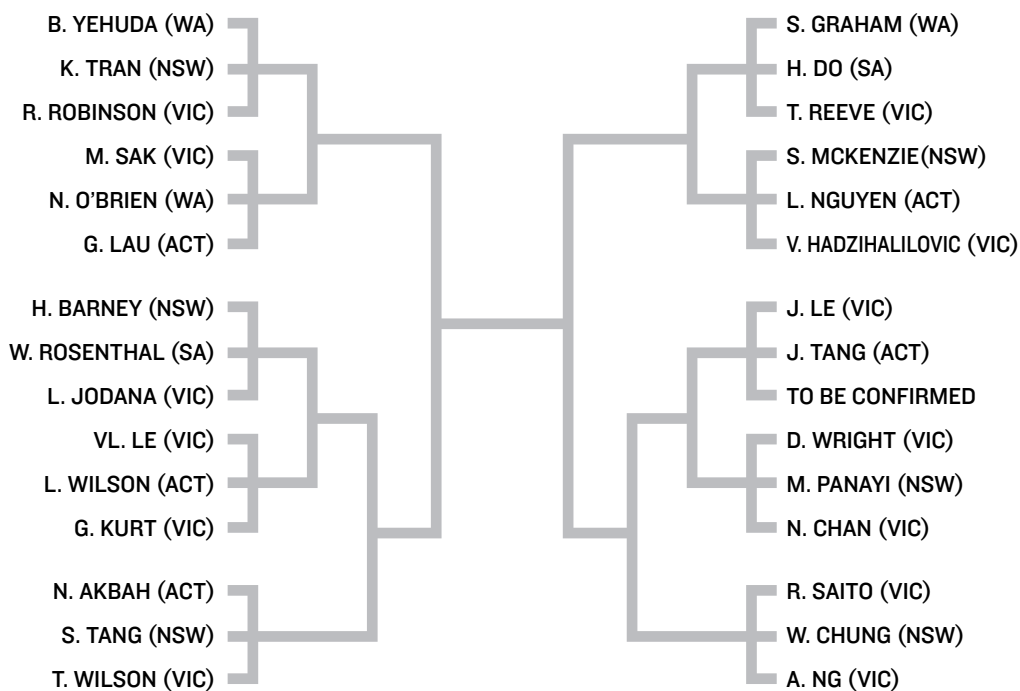 B. YEHUDA (WA)
K. TRAN (NSW)
R. ROBINSON (VIC)
M. SAK (VIC)
N. O’BRIEN (WA)
G. LAU (ACT)
H. BARNEY (NSW)
W. ROSENTHAL (SA)
L. JODANA (VIC)
VL. LE (VIC)
L. WILSON (ACT)
G. KURT (VIC)
N. AKBAH (ACT)
S. TANG (NSW)
T. WILSON (VIC)
S. GRAHAM (WA)
H. DO (SA)
T. REEVE (VIC)
S. MCKENZIE(NSW)
L. NGUYEN (ACT)
V. HADZIHALILOVIC (VIC)
J. LE (VIC)
J. TANG (ACT)
TO BE CONFIRMED
D. WRIGHT (VIC)
M. PANAYI (NSW)
N. CHAN (VIC)
R. SAITO (VIC)
W. CHUNG (NSW)
A. NG (VIC)